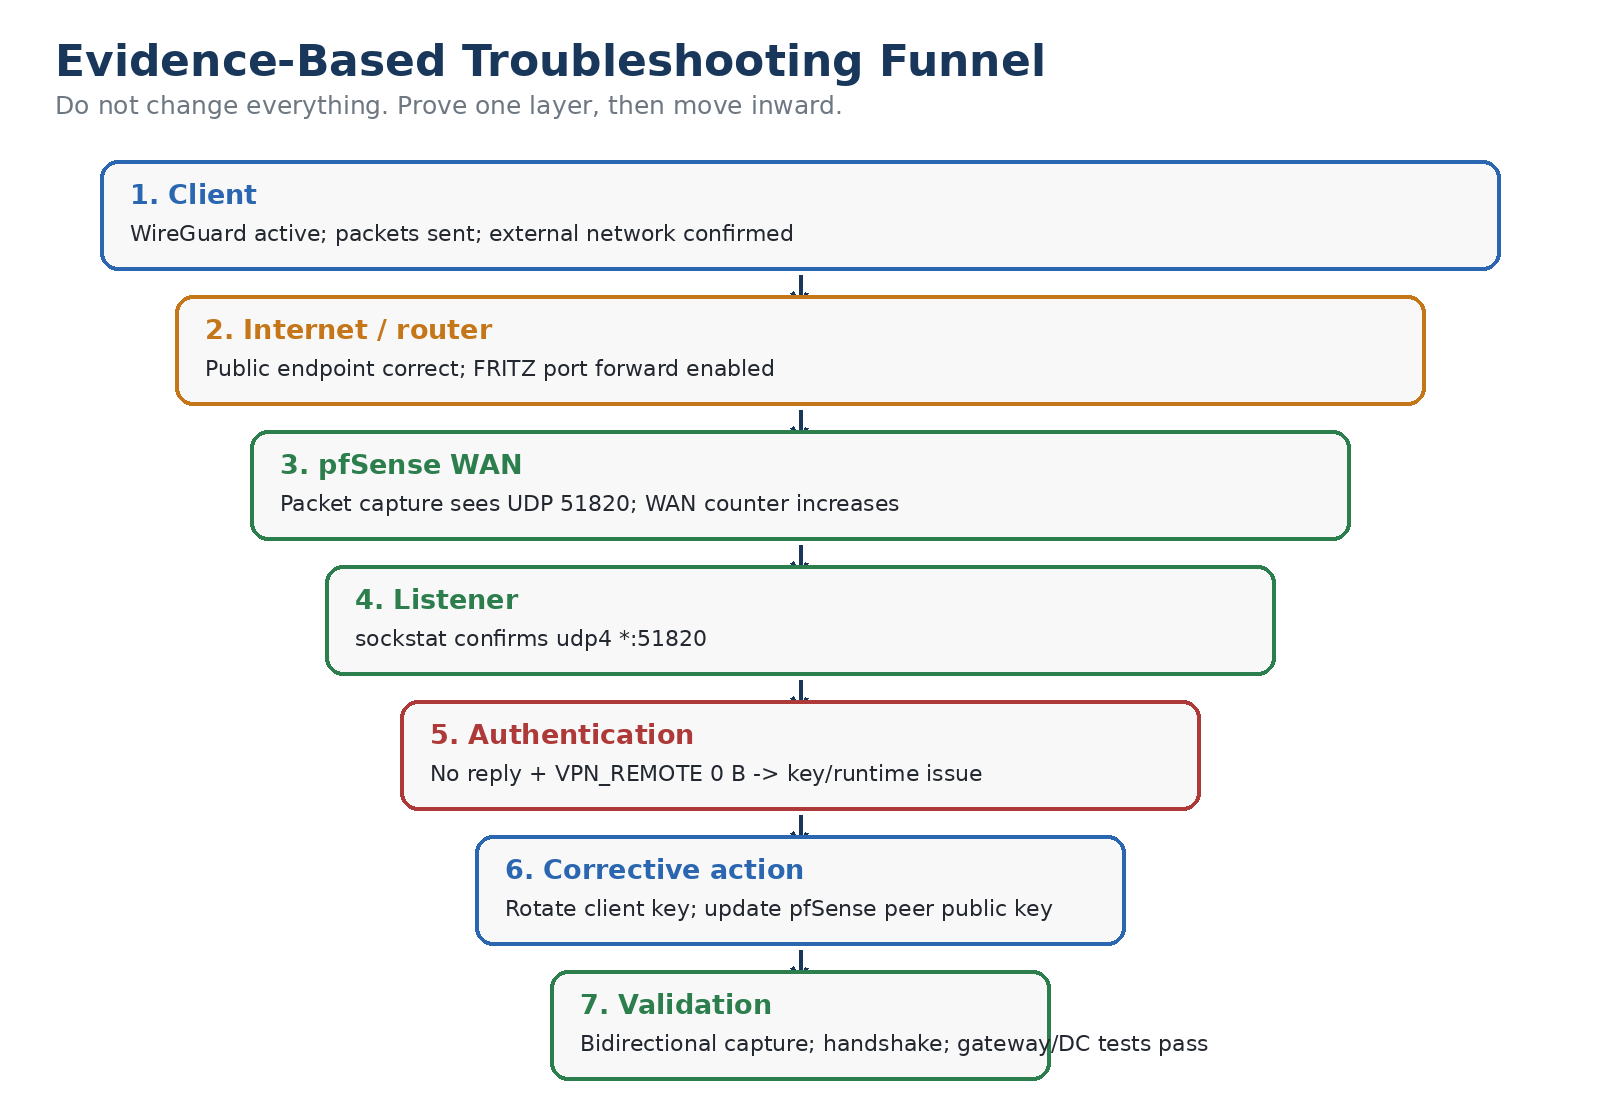 Evidence-Based Troubleshooting Funnel
Do not change everything. Prove one layer, then move inward.
1. Client
WireGuard active; packets sent; external network confirmed
2. Internet / router
Public endpoint correct; FRITZ port forward enabled
3. pfSense WAN
Packet capture sees UDP 51820; WAN counter increases
4. Listener
sockstat confirms udp4 *:51820
5. Authentication
No reply + VPN_REMOTE 0 B -> key/runtime issue
6. Corrective action
Rotate client key; update pfSense peer public key
7. Validation
Bidirectional capture; handshake; gateway/DC tests pass